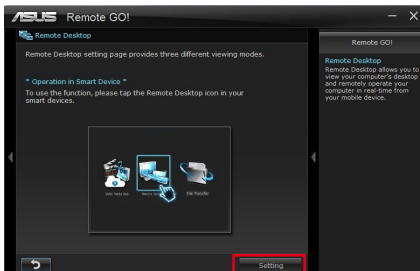 ASUS Remote GO!
Remote Desktop
Remote Desktop setting page provides three different viewing modes.
* Operation in Smart Device *
To use the function, please tap the Remote Desktop icon in your
smart devices.
File Transfer
Setting
Remote GO!
Remote Desktop
Remote Desktop allows you to
view your computer's desktop
and remotely operate your
computer in real-time from
your mobile device.